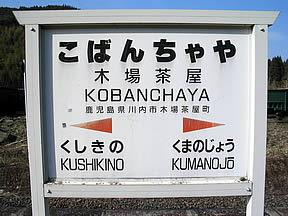 こばんちゃや
木場茶屋
KOBANCHAYA
鹿児島県川内市木場茶屋町
くしきの くまのじょう
KUSHIKINO KUMANOJŌ